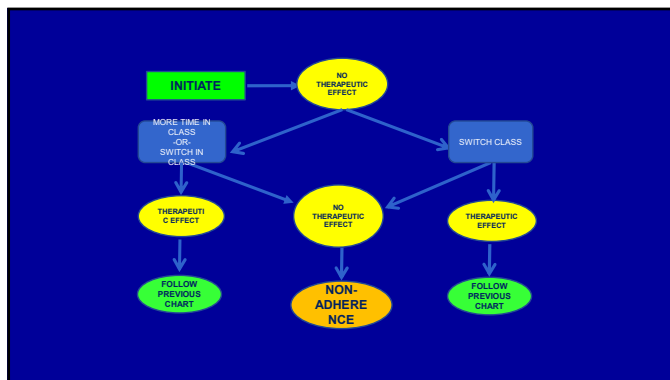 INITIATE
NO
THERAPEUTIC
EFFECT
MORE TIME IN
CLASS
-OR-
SWITCH IN
CLASS
SWITCH CLASS
THERAPEUTI
C EFFECT
NO
THERAPEUTIC
EFFECT
THERAPEUTIC
EFFECT
FOLLOW
PREVIOUS
CHART
NON-
ADHERE
NCE
FOLLOW
PREVIOUS
CHART